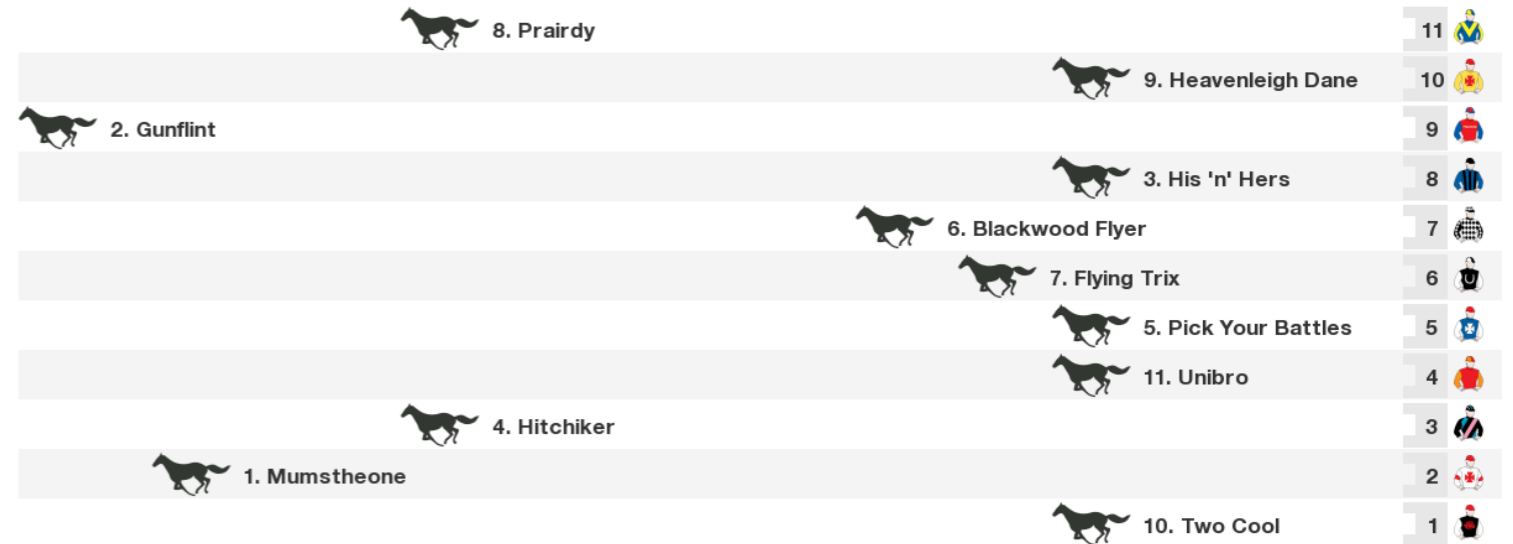 8. Prairdy 11
9. Heavenleigh Dane 10
2. Gunflint 9
3. His 'n' Hers 8
6. Blackwood Flyer 7
7. Flying Trix 6
5. Pick Your Battles 5
11. Unibro 4
4. Hitchiker 3
1. Mumstheone 2
10. Two Cool 1